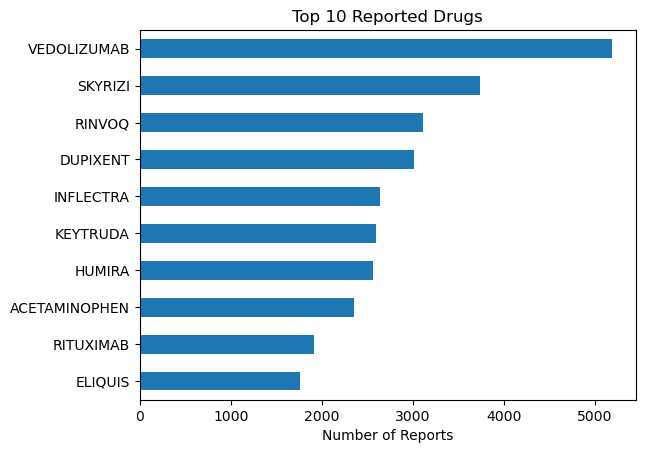 Top 10 Reported Drugs
VEDOLIZUMAB
SKYRIZI
RINVOQ
DUPIXENT
INFLECTRA
KEYTRUDA
HUMIRA
ACETAMINOPHEN
RITUXIMAB
ELIQUIS
0 1000 2000 3000 4000 5000
Number of Reports